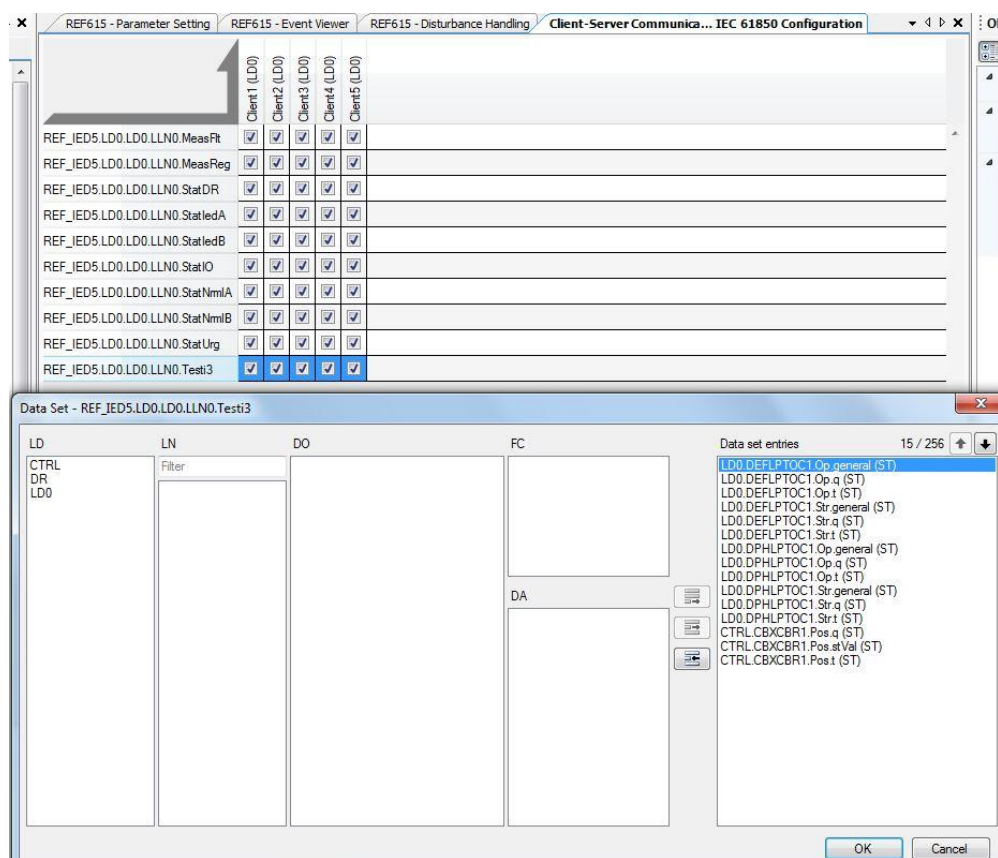 REF615 - Parameter Setting REF615 - Event Viewer REF615 - Disturbance Handling Client-Server Communica... IEC 61850 Configuration
Client1 (LD0)
Client2 (LD0)
Client3 (LD0)
Client4 (LD0)
Client5 (LD0)
REF_IED5.LD0.LD0.LLN0.MeasFlt
REF_IED5.LD0.LD0.LLN0.MeasReg
REF_IED5.LD0.LD0.LLN0.StatDR
REF_IED5.LD0.LD0.LLN0.StatledA
REF_IED5.LD0.LD0.LLN0.StatledB
REF_IED5.LD0.LD0.LLN0.StatIO
REF_IED5.LD0.LD0.LLN0.StatNrmlA
REF_IED5.LD0.LD0.LLN0.StatNrmlB
REF_IED5.LD0.LD0.LLN0.StatUrg
REF_IED5.LD0.LD0.LLN0.Testi3
Data Set - REF_IED5.LD0.LD0.LLN0.Testi3
LD LN DO FC Data set entries 15 / 256
CTRL
DR
LD0
Filter
DA
LD0.DEFLPTOC1.Op.general (ST)
LD0.DEFLPTOC1.Op.q (ST)
LD0.DEFLPTOC1.Op.t (ST)
LD0.DEFLPTOC1.Str.general (ST)
LD0.DEFLPTOC1.Str.q (ST)
LD0.DEFLPTOC1.Str.t (ST)
LD0.DPHLPTOC1.Op.general (ST)
LD0.DPHLPTOC1.Op.q (ST)
LD0.DPHLPTOC1.Op.t (ST)
LD0.DPHLPTOC1.Str.general (ST)
LD0.DPHLPTOC1.Str.q (ST)
LD0.DPHLPTOC1.Str.t (ST)
CTRL.CBXCBR1.Pos.q (ST)
CTRL.CBXCBR1.Pos.stVal (ST)
CTRL.CBXCBR1.Pos.t (ST)
OK Cancel